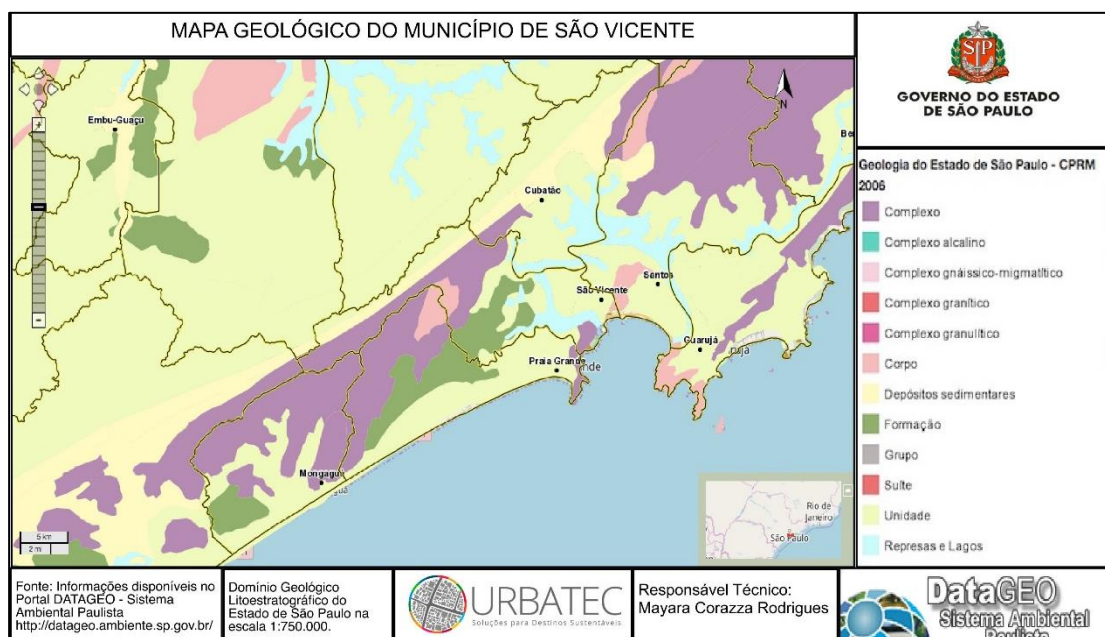 MAPA GEOLÓGICO DO MUNICÍPIO DE SÃO VICENTE
GOVERNO DO ESTADO
DE SÃO PAULO
Embu-Guaçu
N
Be
Cubatão
São Vicente
Santos
Guarujá
rujá
Praia Grande
nde
Mongaguá
guá
5 km
2 mi
Rio de
Janeiro
São Paulo
Geologia do Estado de São Paulo - CPRM
2006
Complexo
Complexo alcalino
Complexo gnáissico-migmatítico
Complexo granítico
Complexo granulítico
Corpo
Depósitos sedimentares
Formação
Grupo
Suíte
Unidade
Represas e Lagos
Fonte: Informações disponíveis no
Portal DATAGEO - Sistema
Ambiental Paulista
http://datageo.ambiente.sp.gov.br/
Domínio Geológico
Litoestratográfico do
Estado de São Paulo na
escala 1:750.000.
URBATEC
Soluções para Destinos Sustentáveis
Responsável Técnico:
Mayara Corazza Rodrigues
DataGEO
Sistema Ambiental
Paulista